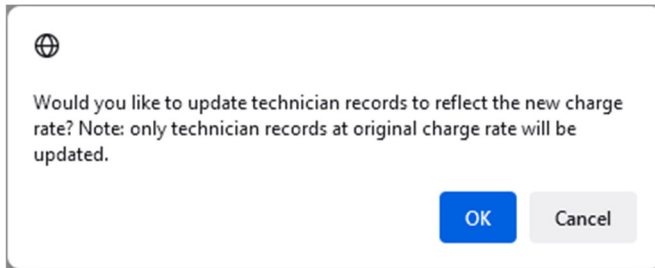 Would you like to update technician records to reflect the new charge
rate? Note: only technician records at original charge rate will be
updated.
OK
Cancel